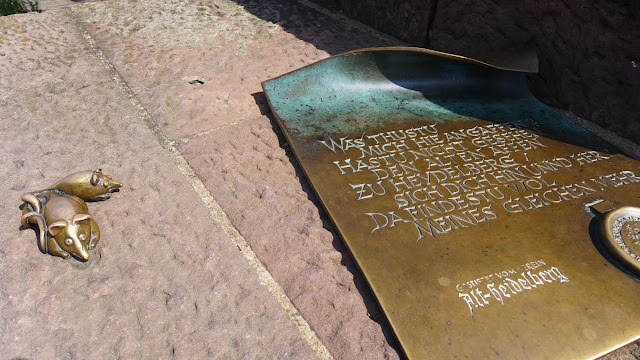 WAS THUSTU
MICH HIE ANGAFFEN
HASTU NICHT GESEHEN
DEN ALTEN AFFEN
ZU HEYDELBERG /
SICH DICH HIN UND HER
DA FINDESTU WOL
MEINES GLEICHEN MEHR
GESTIFTET VOM VEREIN
Alt-Heidelberg